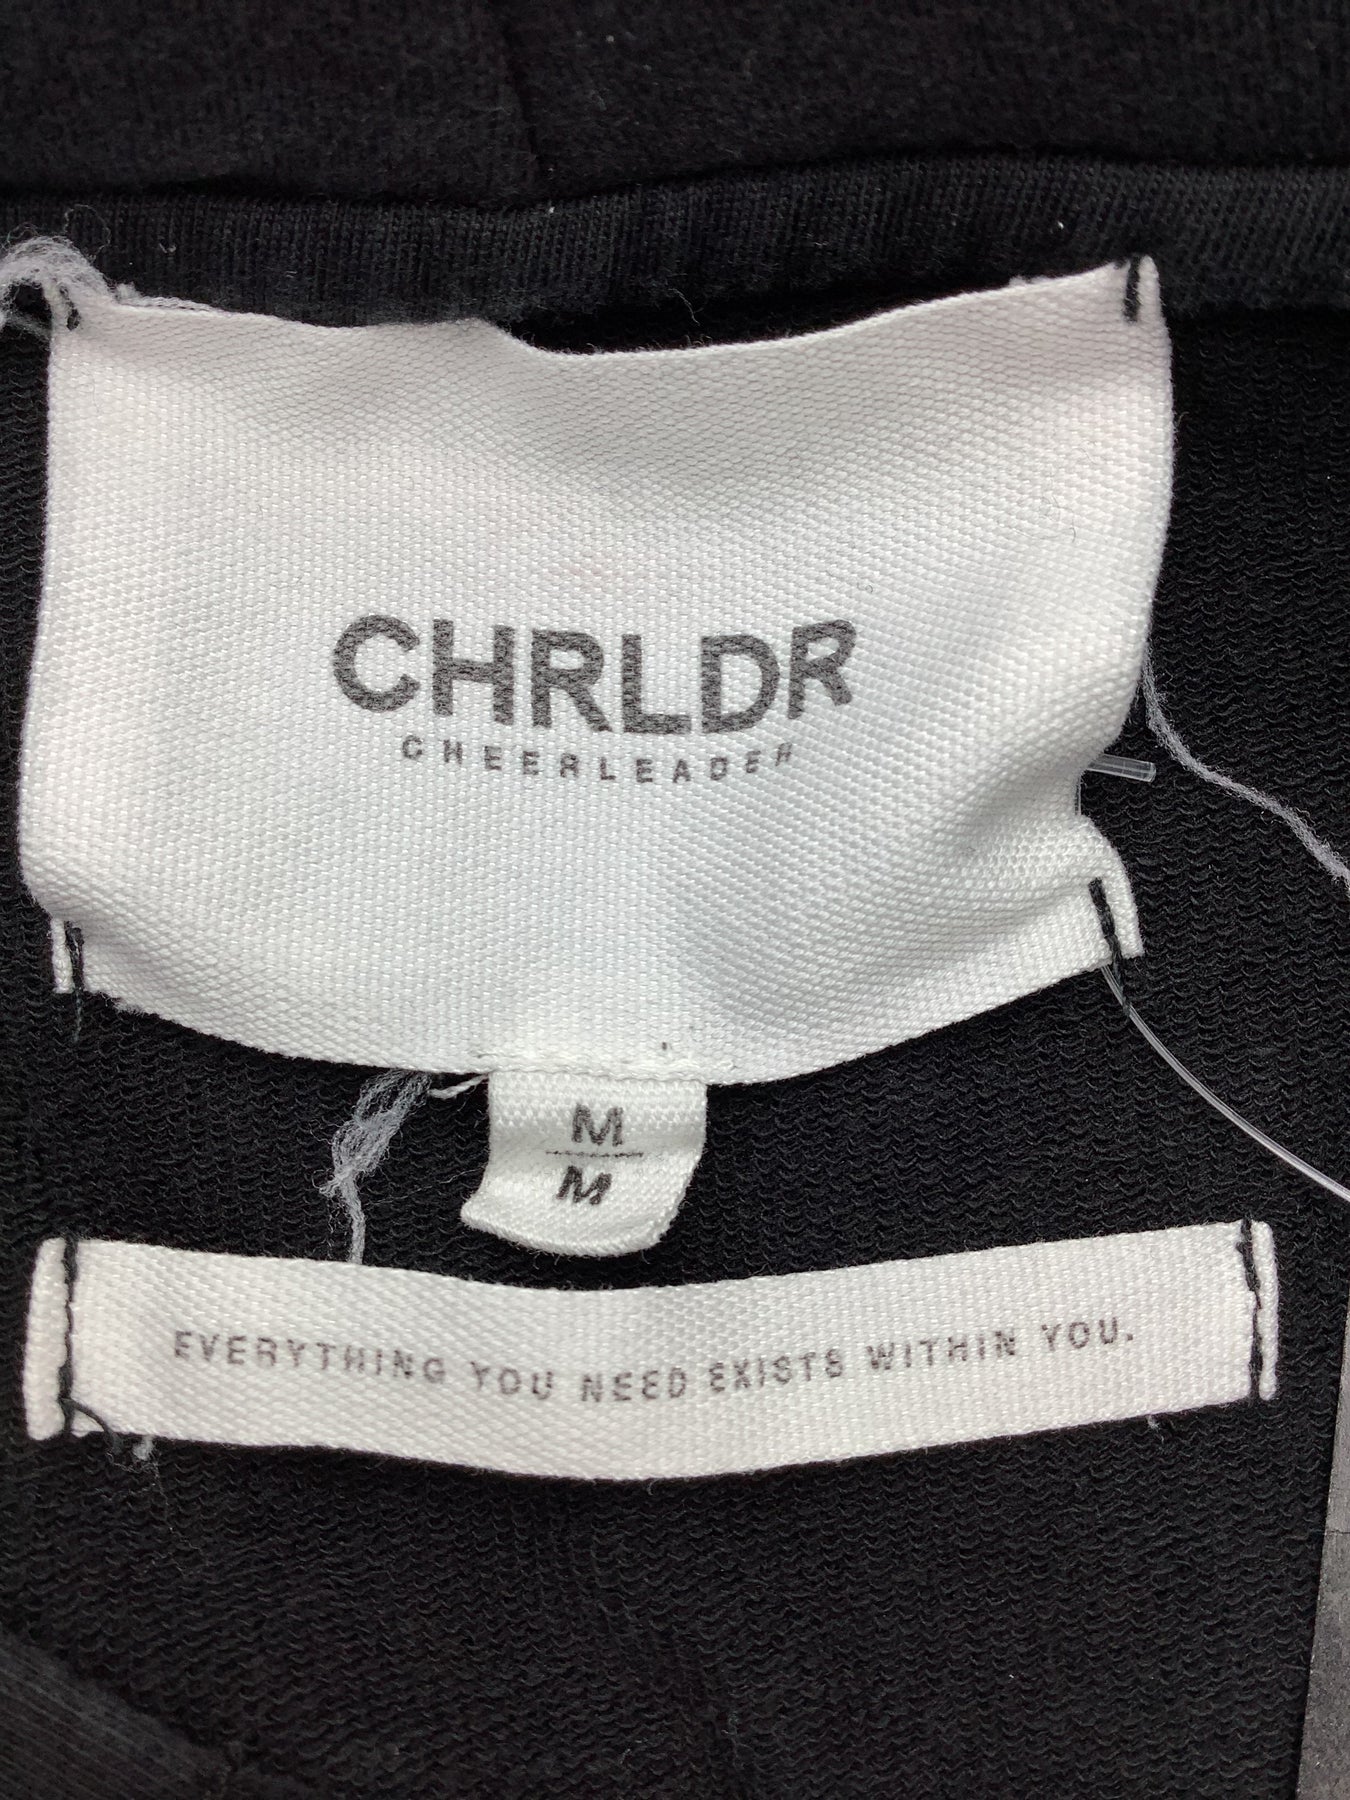 CHRLDR
CHEERLEADER
M
M
EVERYTHING YOU NEED EXISTS WITHIN YOU.